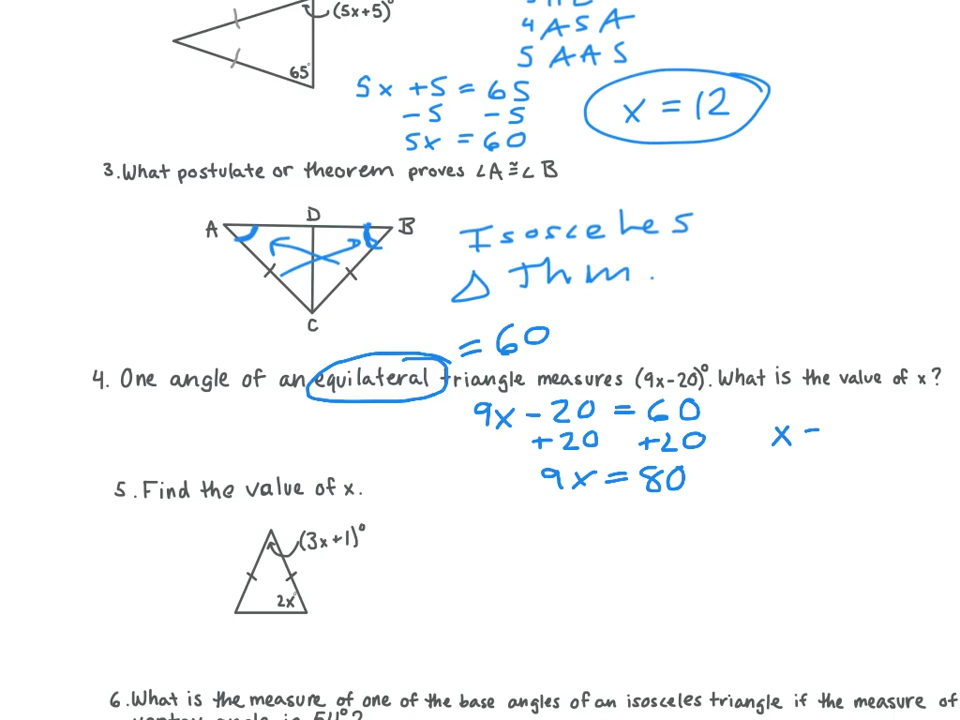 (5x+5)°
4 ASA
5 AAS
65°
5x +5 = 65
-5 -5
5x = 60
x = 12
3. What postulate or theorem proves ∠A ≅ ∠B
A D B
C
Isosceles
△ Thm.
= 60
4. One angle of an equilateral triangle measures (9x-20)°. What is the value of x?
9x - 20 = 60
+20 +20
9x = 80
x =
5. Find the value of x.
(3x+1)°
2x
6. What is the measure of one of the base angles of an isosceles triangle if the measure of